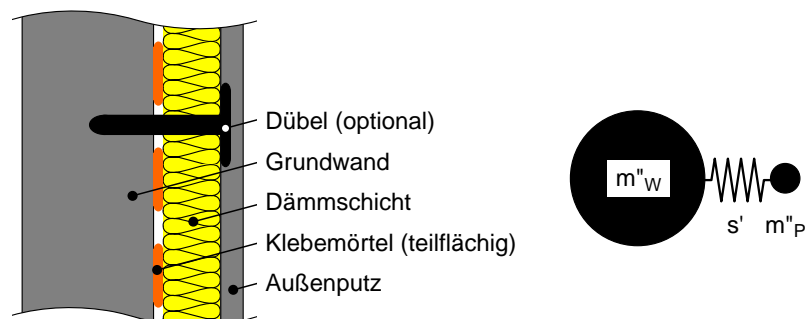 Dübel (optional)
Grundwand
Dämmschicht
Klebemörtel (teilflächig)
Außenputz
m"W
s' m"P